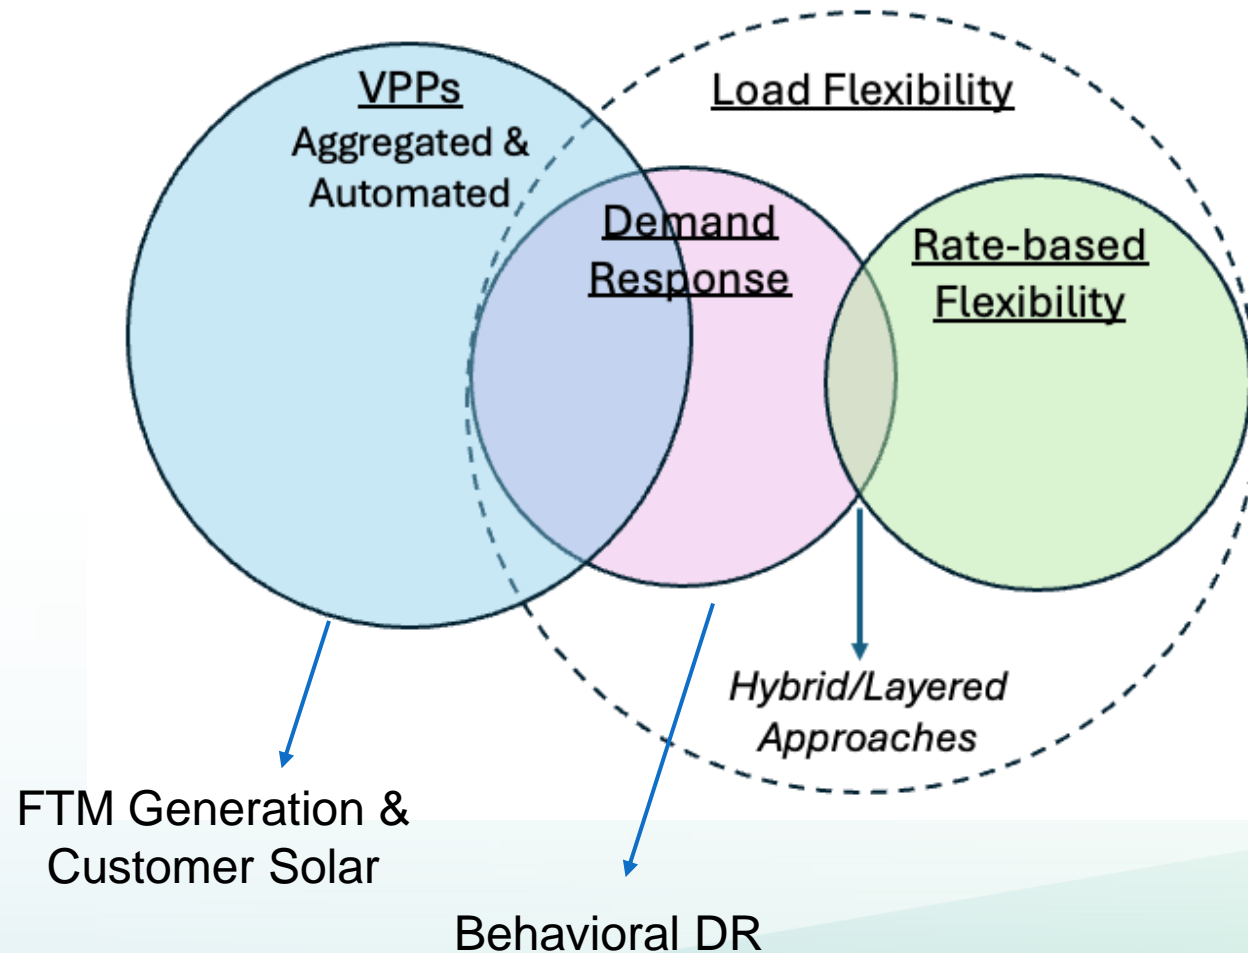 VPPs
Aggregated &
Automated
Load Flexibility
Demand
Response
Rate-based
Flexibility
Hybrid/Layered
Approaches
FTM Generation &
Customer Solar
Behavioral DR